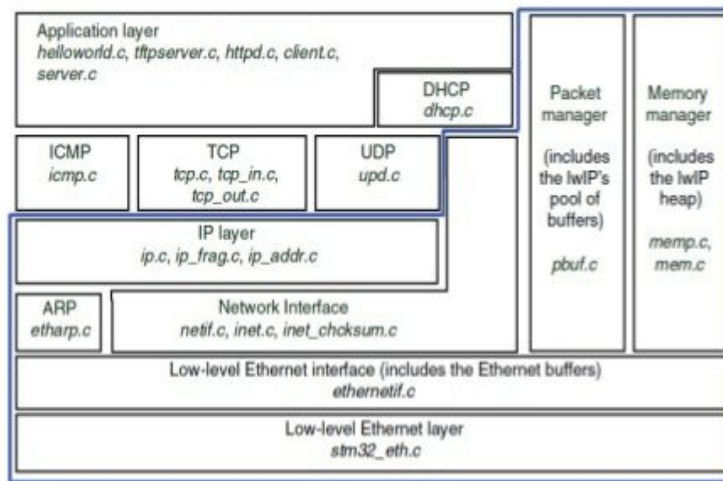 Application layer
helloworld.c, tftpserver.c, httpd.c, client.c,
server.c
DHCP
dhcp.c
Packet
manager
(includes
the lwIP's
pool of
buffers)
pbuf.c
Memory
manager
(includes
the lwIP
heap)
memp.c,
mem.c
ICMP
icmp.c
TCP
tcp.c, tcp_in.c,
tcp_out.c
UDP
upd.c
IP layer
ip.c, ip_frag.c, ip_addr.c
ARP
etharp.c
Network Interface
netif.c, inet.c, inet_chcksum.c
Low-level Ethernet interface (includes the Ethernet buffers)
ethernetif.c
Low-level Ethernet layer
stm32_eth.c